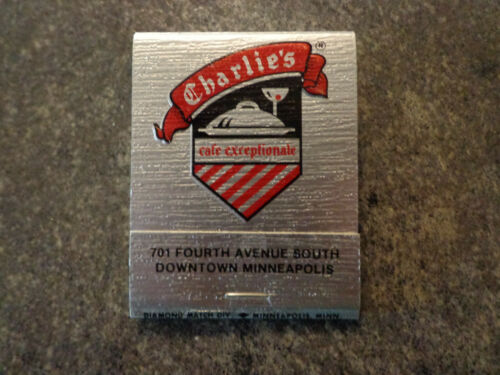 Charlie's ®
cafe exceptionale
701 FOURTH AVENUE SOUTH
DOWNTOWN MINNEAPOLIS
DIAMOND MATCH DIV. MINNEAPOLIS, MINN.